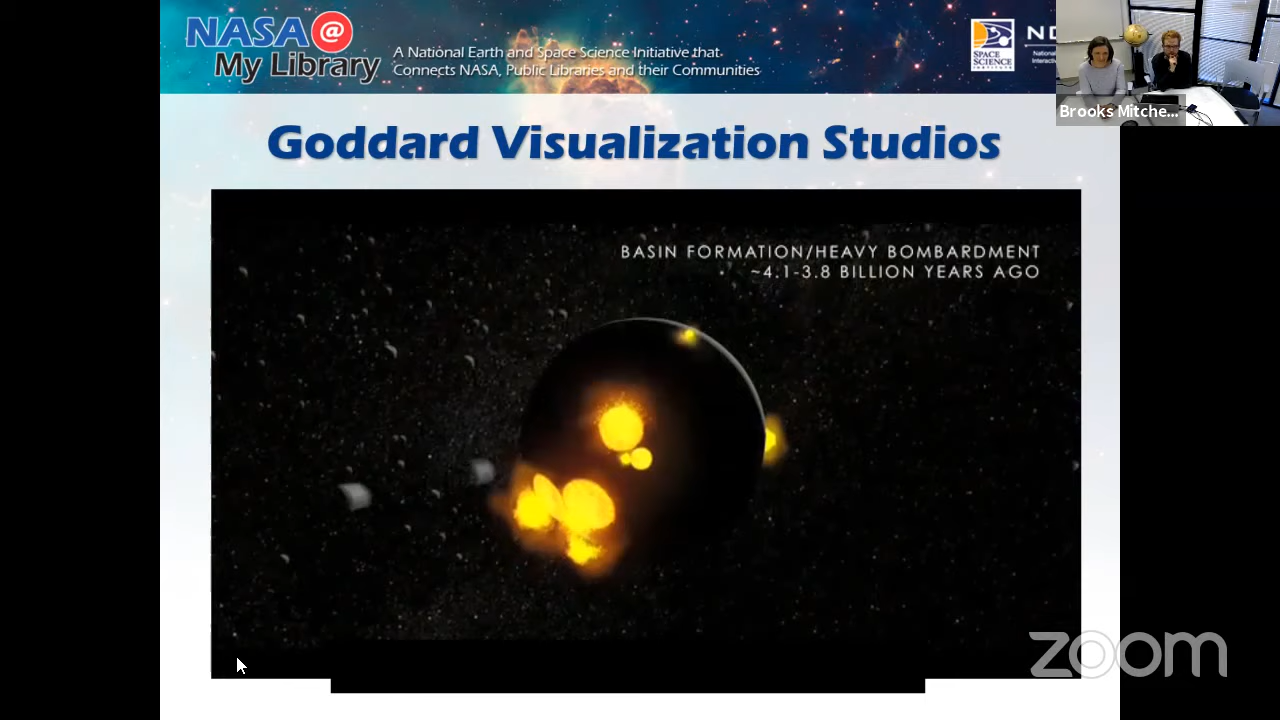 NASA@
My Library
A National Earth and Space Science Initiative that
Connects NASA, Public Libraries and their Communities
SPACE
SCIENCE
INSTITUTE
Brooks Mitche...
Goddard Visualization Studios
BASIN FORMATION/HEAVY BOMBARDMENT
~4.1-3.8 BILLION YEARS AGO
zoom